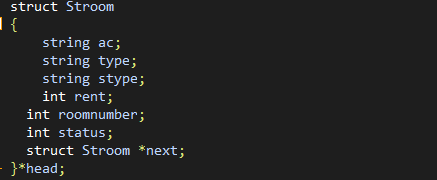 struct Stroom
{
string ac;
string type;
string stype;
int rent;
int roomnumber;
int status;
struct Stroom *next;
}*head;